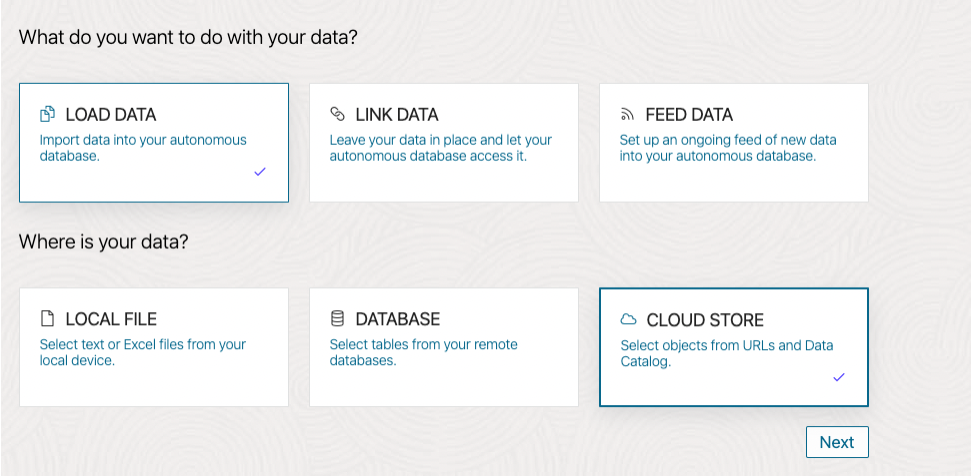 What do you want to do with your data?
LOAD DATA
Import data into your autonomous
database.
LINK DATA
Leave your data in place and let your
autonomous database access it.
FEED DATA
Set up an ongoing feed of new data
into your autonomous database.
Where is your data?
LOCAL FILE
Select text or Excel files from your
local device.
DATABASE
Select tables from your remote
databases.
CLOUD STORE
Select objects from URLs and Data
Catalog.
Next